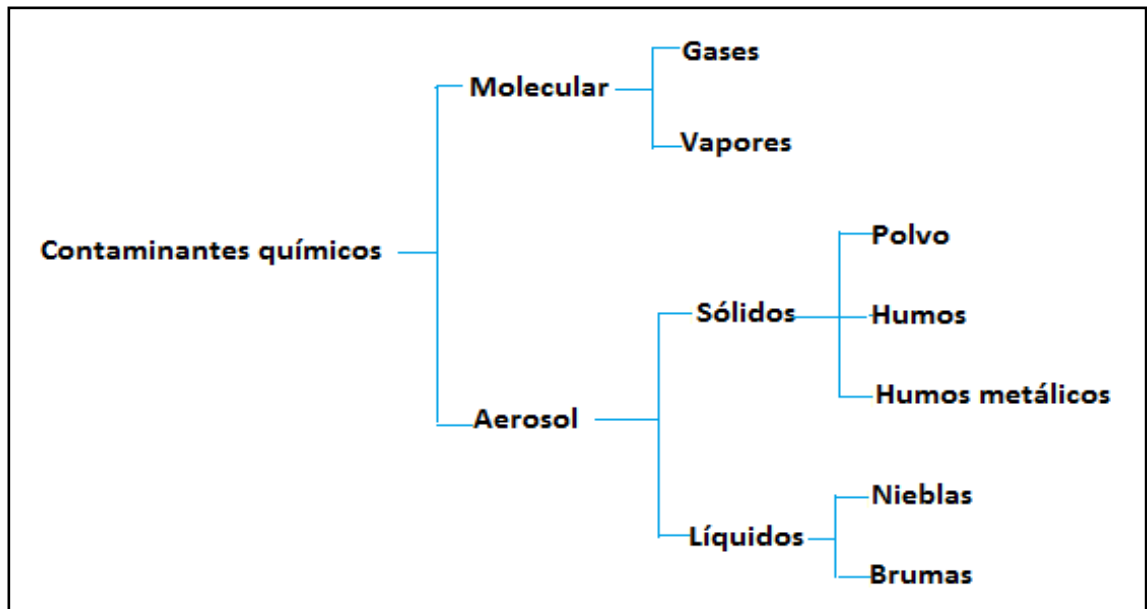 Gases
Molecular
Vapores
Contaminantes químicos
Polvo
Sólidos
Humos
Humos metálicos
Aerosol
Nieblas
Líquidos
Brumas